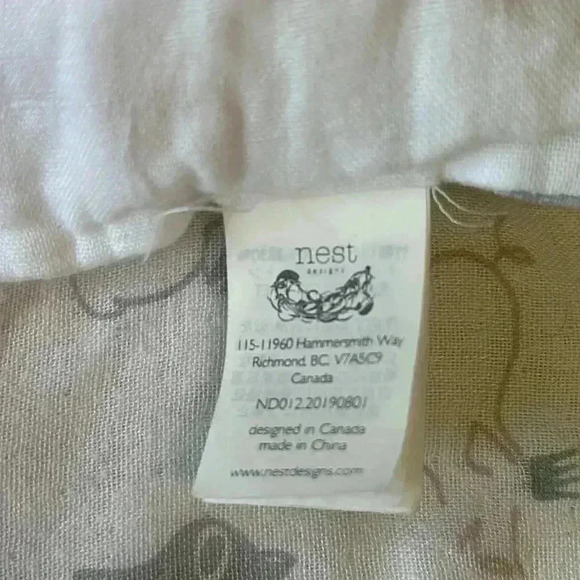 nest
DESIGNS
115-11960 Hammersmith Way
Richmond, BC, V7A5C9
Canada
ND012.20190801
designed in Canada
made in China
www.nestdesigns.com